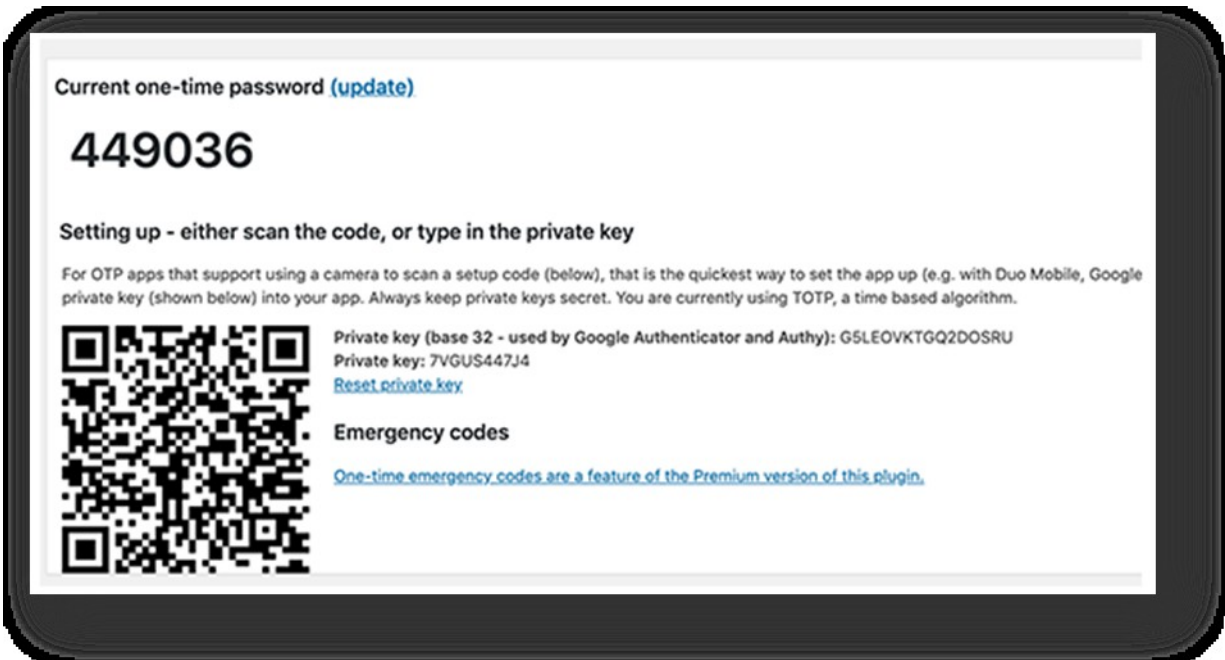 Current one-time password (update)
449036
Setting up - either scan the code, or type in the private key
For OTP apps that support using a camera to scan a setup code (below), that is the quickest way to set the app up (e.g. with Duo Mobile, Google
private key (shown below) into your app. Always keep private keys secret. You are currently using TOTP, a time based algorithm.
Private key (base 32 - used by Google Authenticator and Authy): G5LEOVKTGQ2DOSRU
Private key: 7VGUS447J4
Reset private key
Emergency codes
One-time emergency codes are a feature of the Premium version of this plugin.